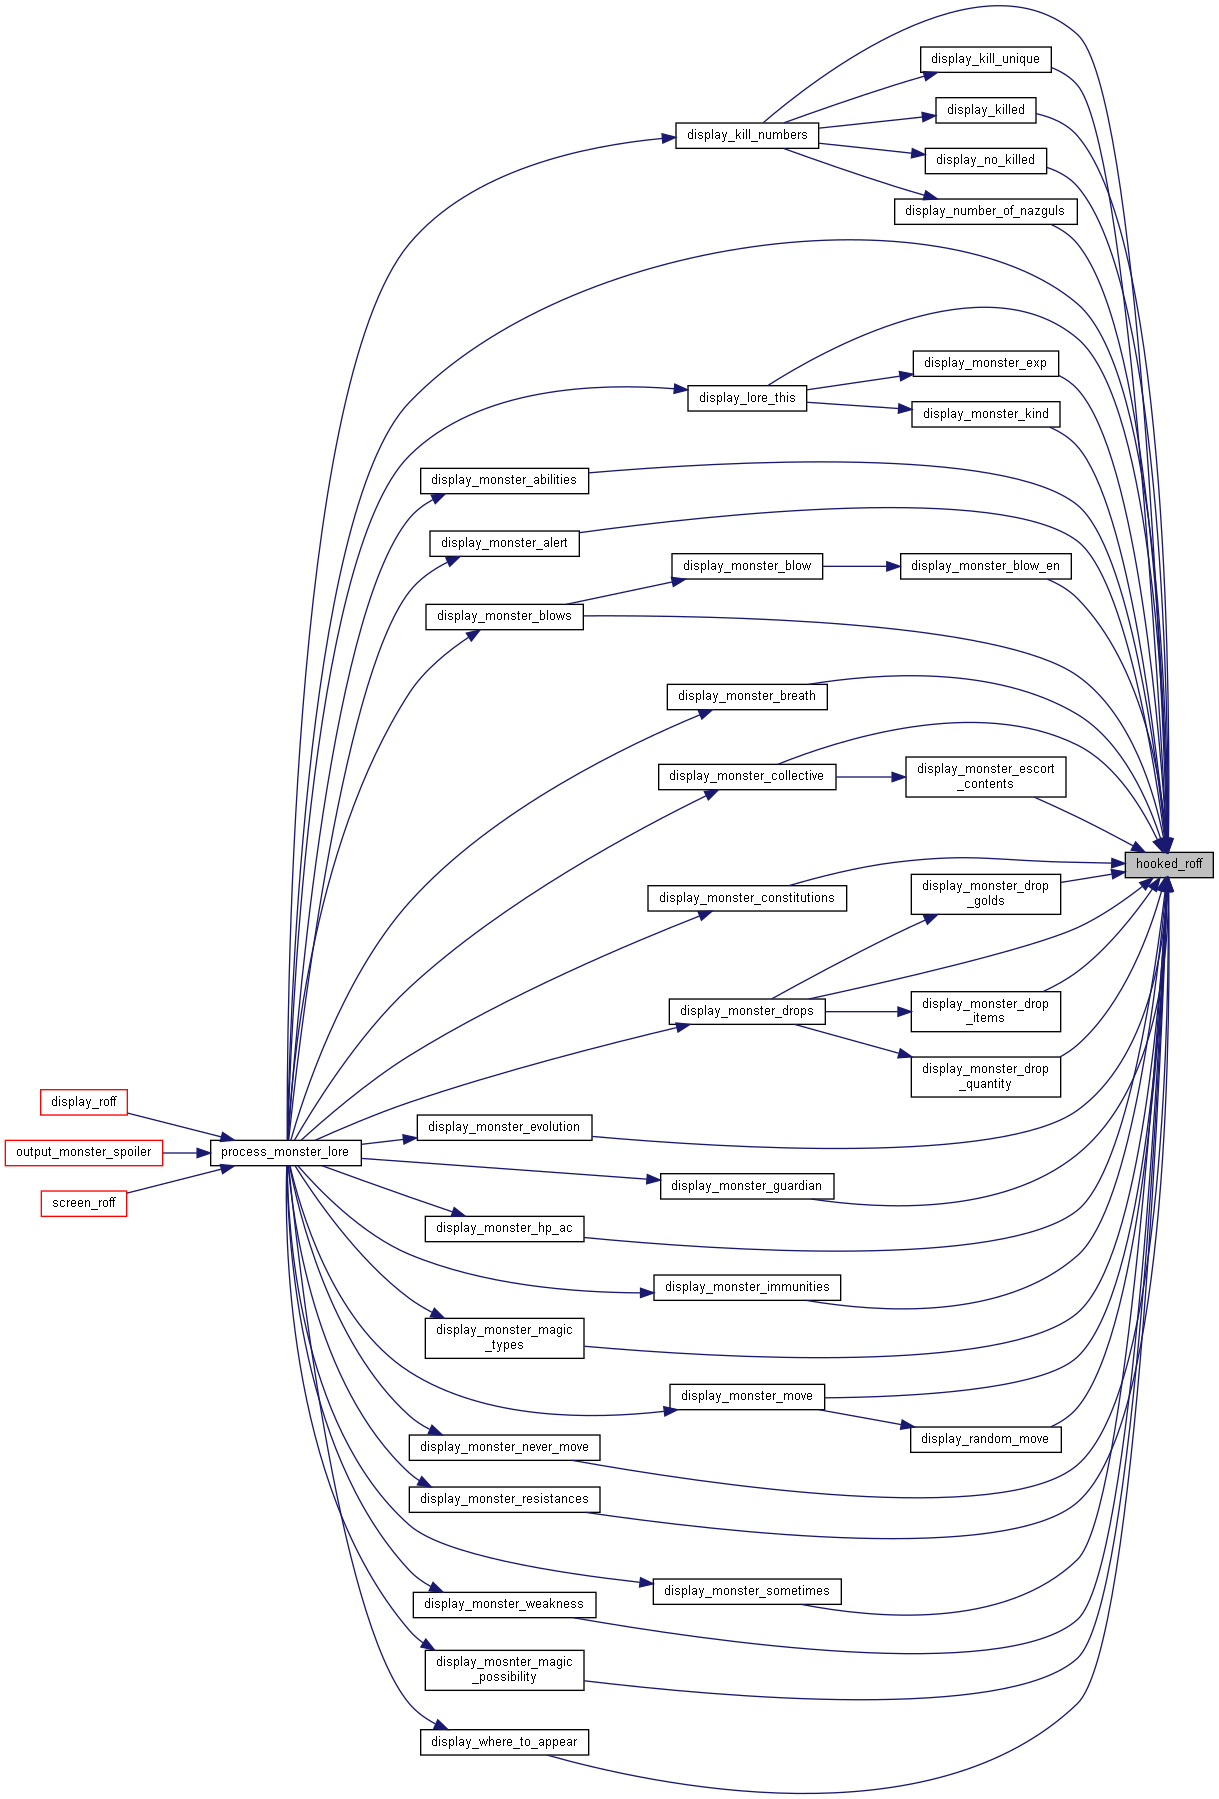 display_kill_unique
display_killed
display_kill_numbers
display_no_killed
display_number_of_nazguls
display_monster_exp
display_lore_this
display_monster_kind
display_monster_abilities
display_monster_alert
display_monster_blow
display_monster_blow_en
display_monster_blows
display_monster_breath
display_monster_collective
display_monster_escort
_contents
hooked_roff
display_monster_constitutions
display_monster_drop
_golds
display_monster_drops
display_monster_drop
_items
display_monster_drop
_quantity
display_roff
display_monster_evolution
output_monster_spoiler
process_monster_lore
display_monster_guardian
screen_roff
display_monster_hp_ac
display_monster_immunities
display_monster_magic
_types
display_monster_move
display_random_move
display_monster_never_move
display_monster_resistances
display_monster_sometimes
display_monster_weakness
display_mosnter_magic
_possibility
display_where_to_appear